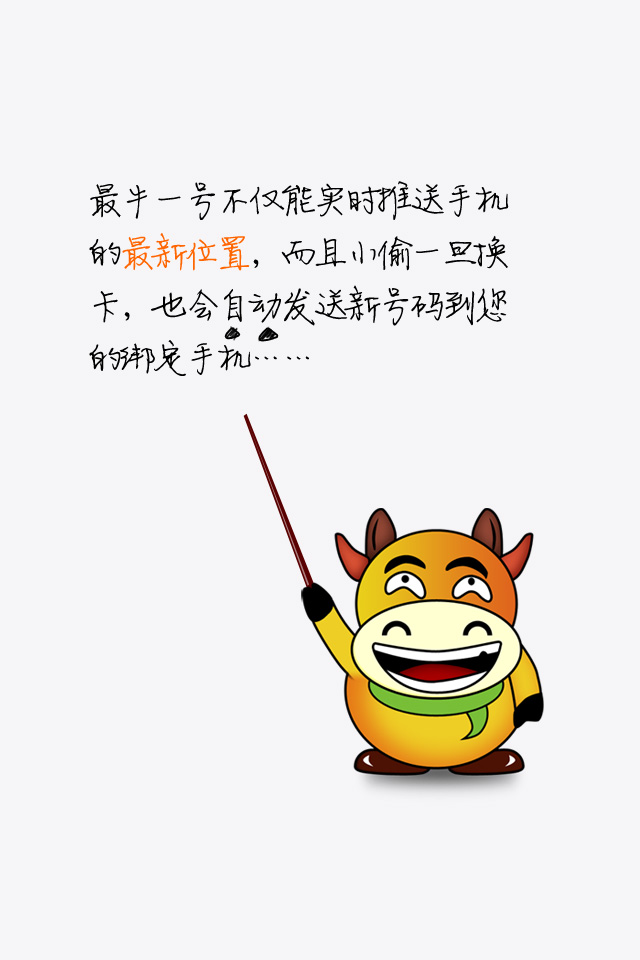 最牛一号不仅能实时推送手机
的最新位置，而且小偷一旦换
卡，也会自动发送新号码到您
的绑定手机……